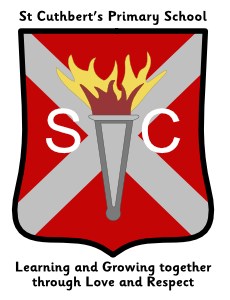 St Cuthbert's Primary School
S C
Learning and Growing together
through Love and Respect